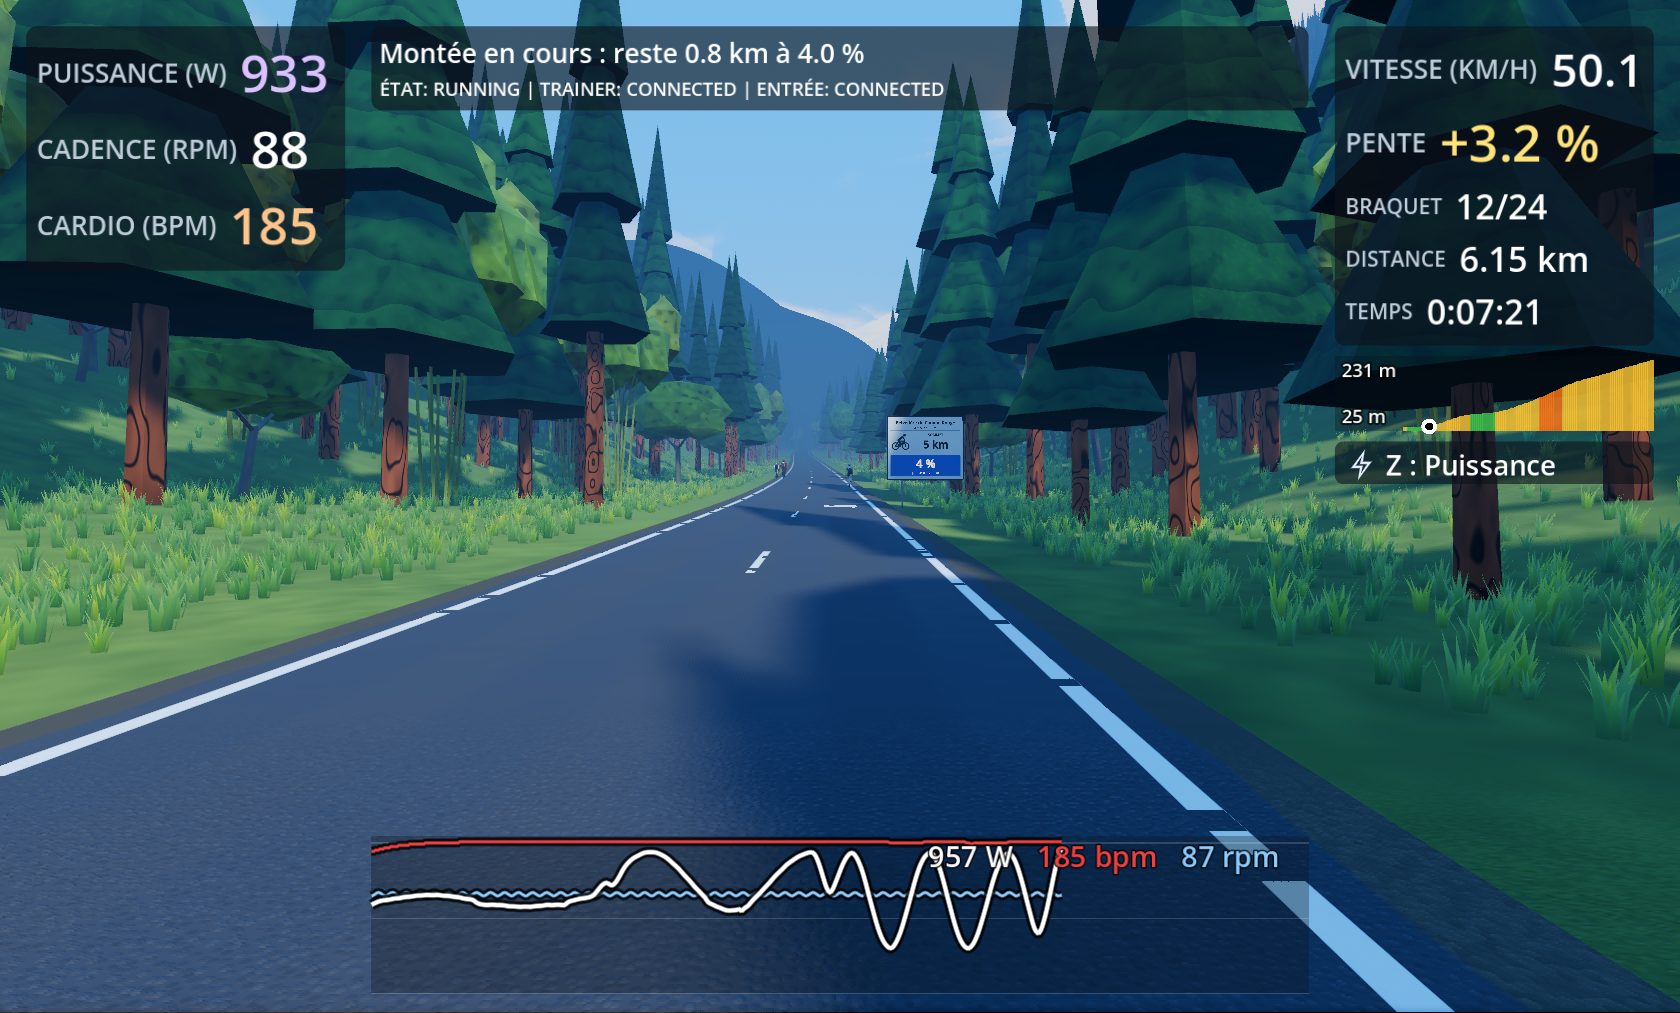 PUISSANCE (W) 933
CADENCE (RPM) 88
CARDIO (BPM) 185
Montée en cours : reste 0.8 km à 4.0 %
ÉTAT: RUNNING | TRAINER: CONNECTED | ENTRÉE: CONNECTED
VITESSE (KM/H) 50.1
PENTE +3.2 %
BRAQUET 12/24
DISTANCE 6.15 km
TEMPS 0:07:21
231 m
25 m
Z : Puissance
5 km
4 %
957 W 185 bpm 87 rpm